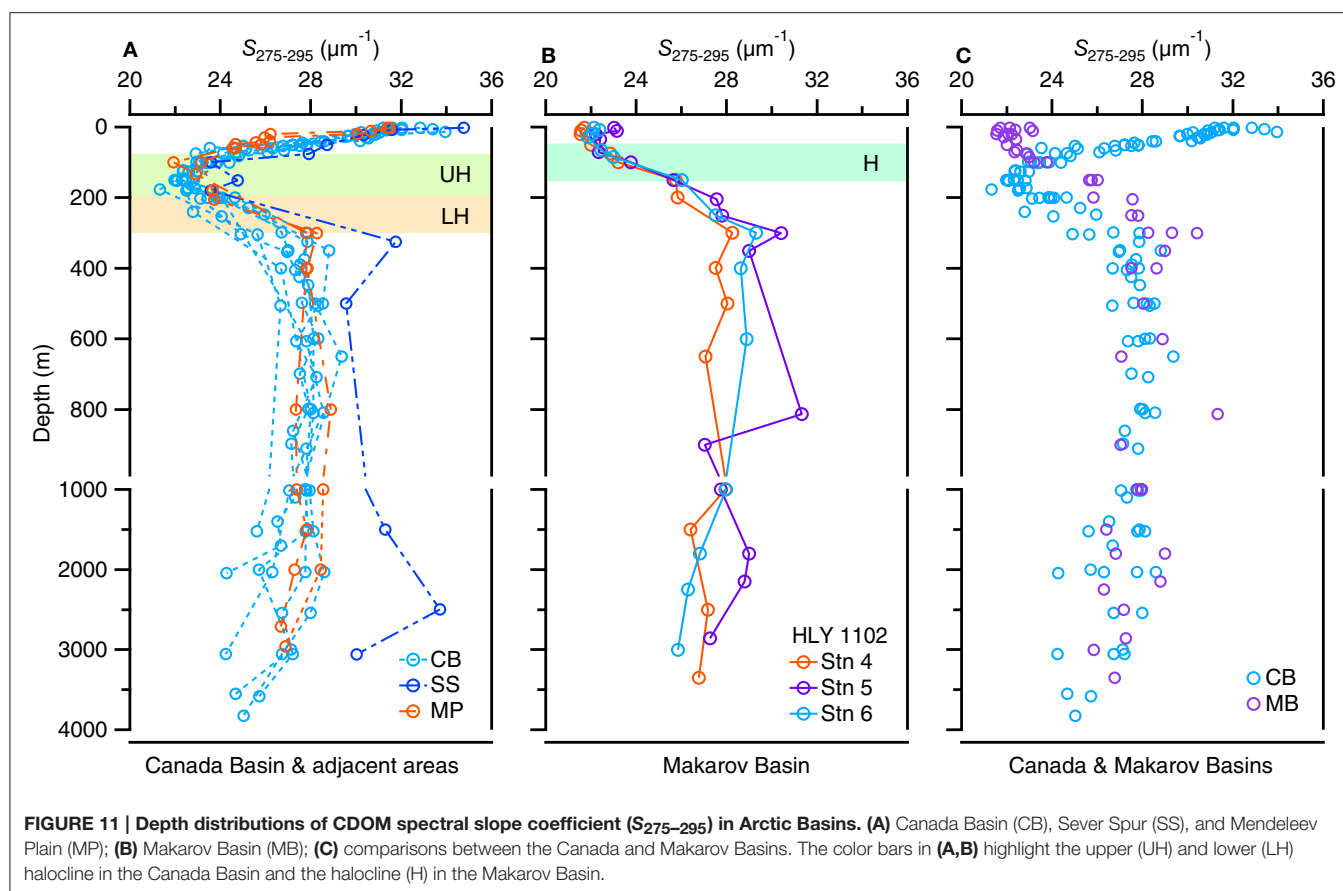 A
S275-295 (µm-1)
20 24 28 32 36
0
200
400
600
800
1000
2000
3000
4000
Depth (m)
UH
LH
CB
SS
MP
Canada Basin & adjacent areas
B
S275-295 (µm-1)
20 24 28 32 36
H
HLY 1102
Stn 4
Stn 5
Stn 6
Makarov Basin
C
S275-295 (µm-1)
20 24 28 32 36
CB
MB
Canada & Makarov Basins
FIGURE 11 | Depth distributions of CDOM spectral slope coefficient (S275–295) in Arctic Basins. (A) Canada Basin (CB), Sever Spur (SS), and Mendeleev
Plain (MP); (B) Makarov Basin (MB); (C) comparisons between the Canada and Makarov Basins. The color bars in (A,B) highlight the upper (UH) and lower (LH)
halocline in the Canada Basin and the halocline (H) in the Makarov Basin.